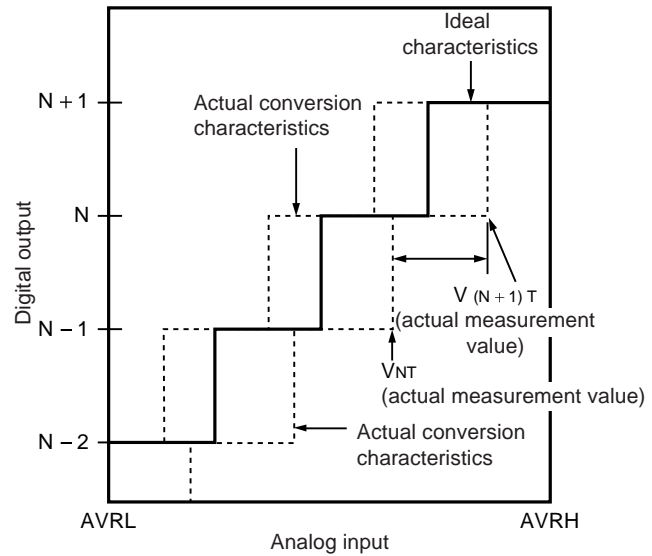 Ideal
characteristics
N + 1
Actual conversion
characteristics
N
Digital output
V (N + 1) T
(actual measurement
value)
N − 1
VNT
(actual measurement value)
Actual conversion
characteristics
N − 2
AVRL
AVRH
Analog input